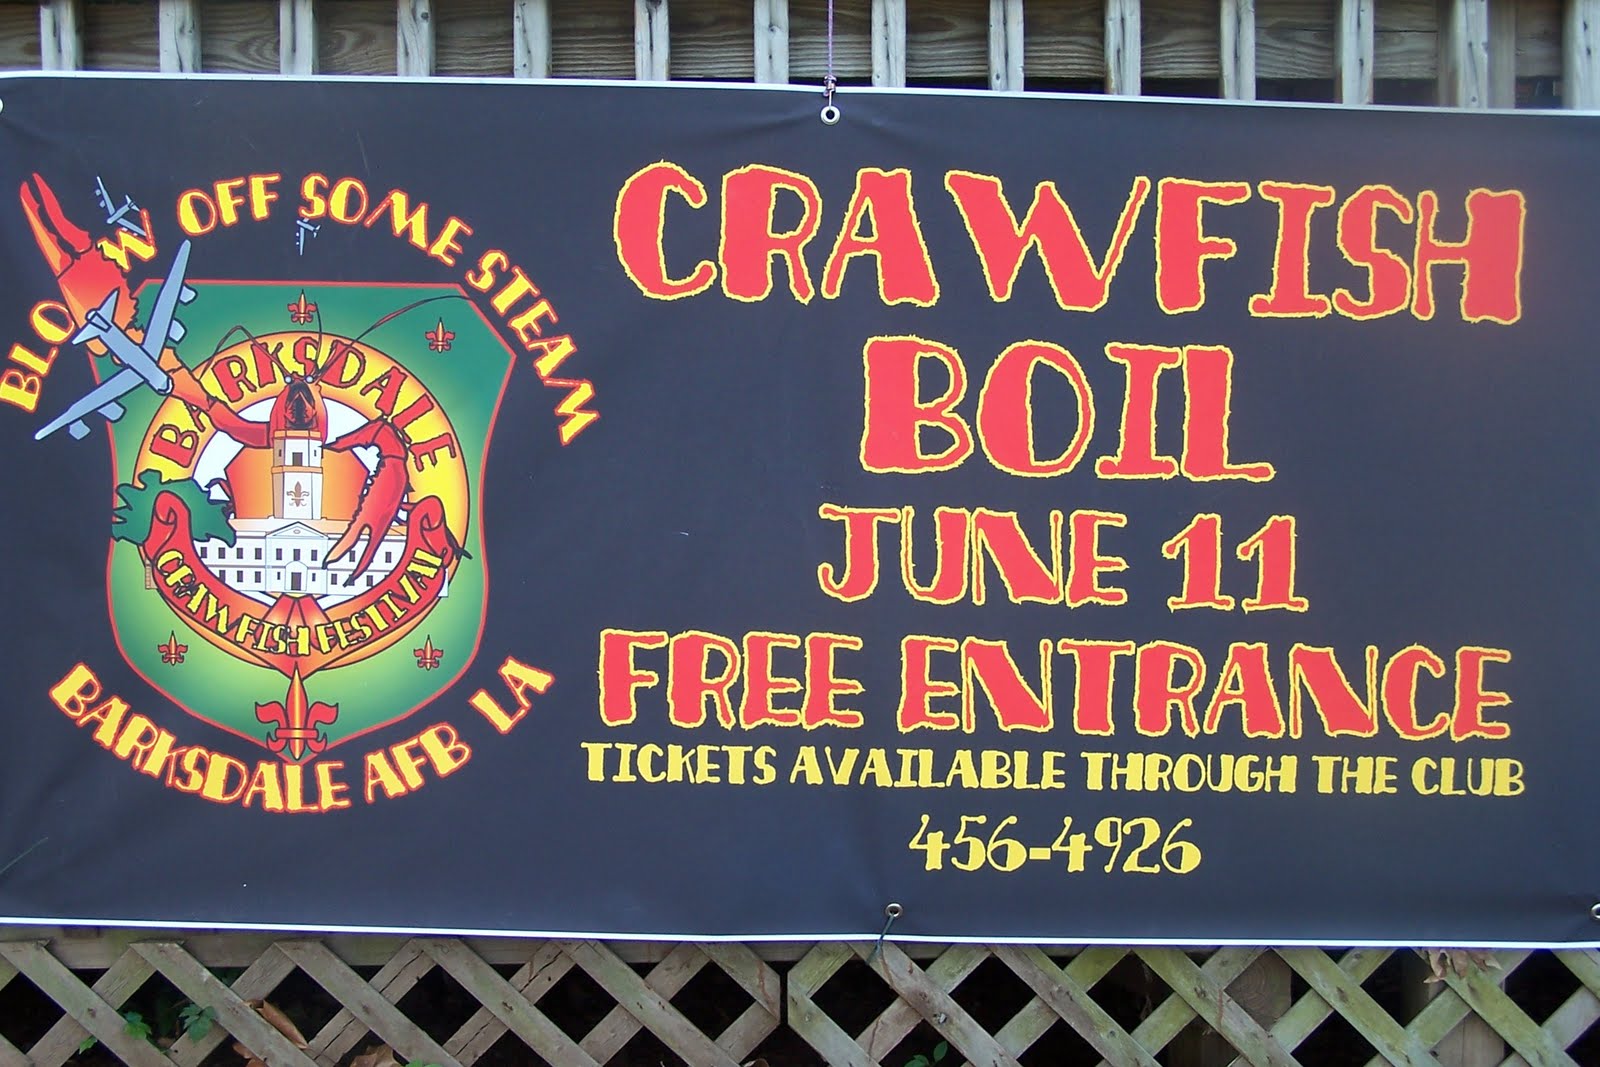 BLOW OFF SOME STEAM
BARKSDALE
CRAWFISH FESTIVAL
BARKSDALE AFB LA
CRAWFISH
BOIL
JUNE 11
FREE ENTRANCE
TICKETS AVAILABLE THROUGH THE CLUB
456-4926